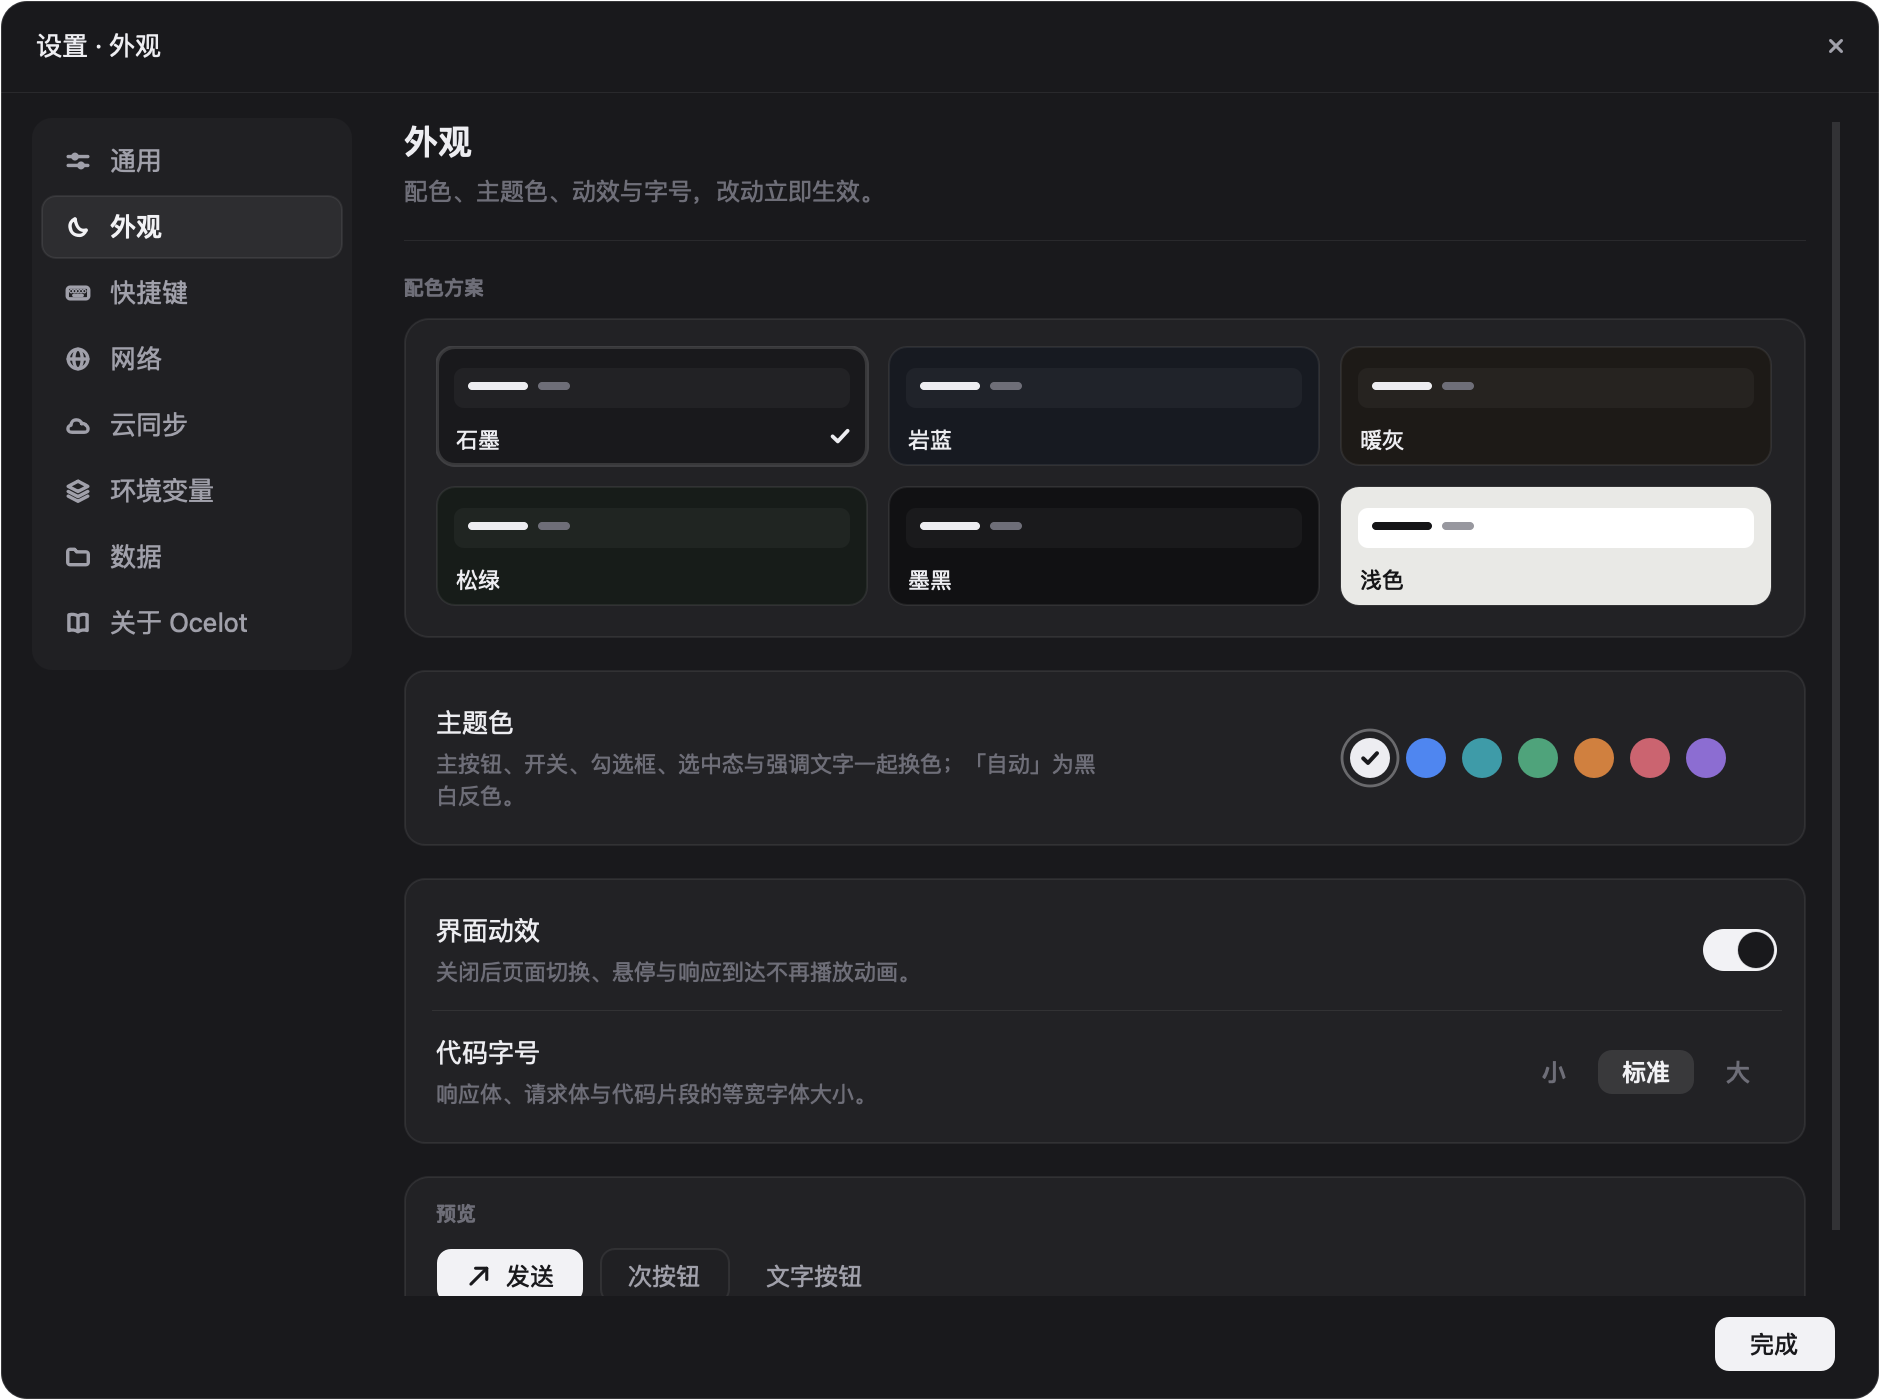 设置 · 外观
通用
外观
快捷键
网络
云同步
环境变量
数据
关于 Ocelot
外观
配色、主题色、动效与字号，改动立即生效。
配色方案
石墨
岩蓝
暖灰
松绿
墨黑
浅色
主题色
主按钮、开关、勾选框、选中态与强调文字一起换色；「自动」为黑
白反色。
界面动效
关闭后页面切换、悬停与响应到达不再播放动画。
代码字号
响应体、请求体与代码片段的等宽字体大小。
小 标准 大
预览
发送 次按钮 文字按钮
完成